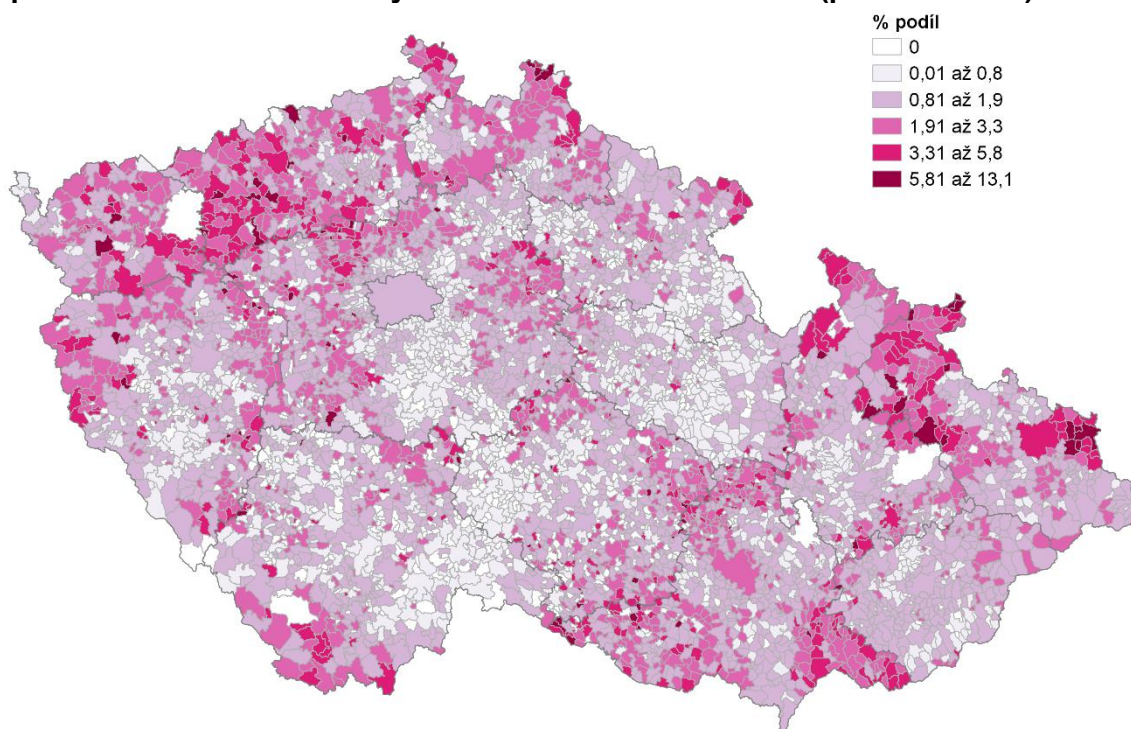 % podíl
0
0,01 až 0,8
0,81 až 1,9
1,91 až 3,3
3,31 až 5,8
5,81 až 13,1